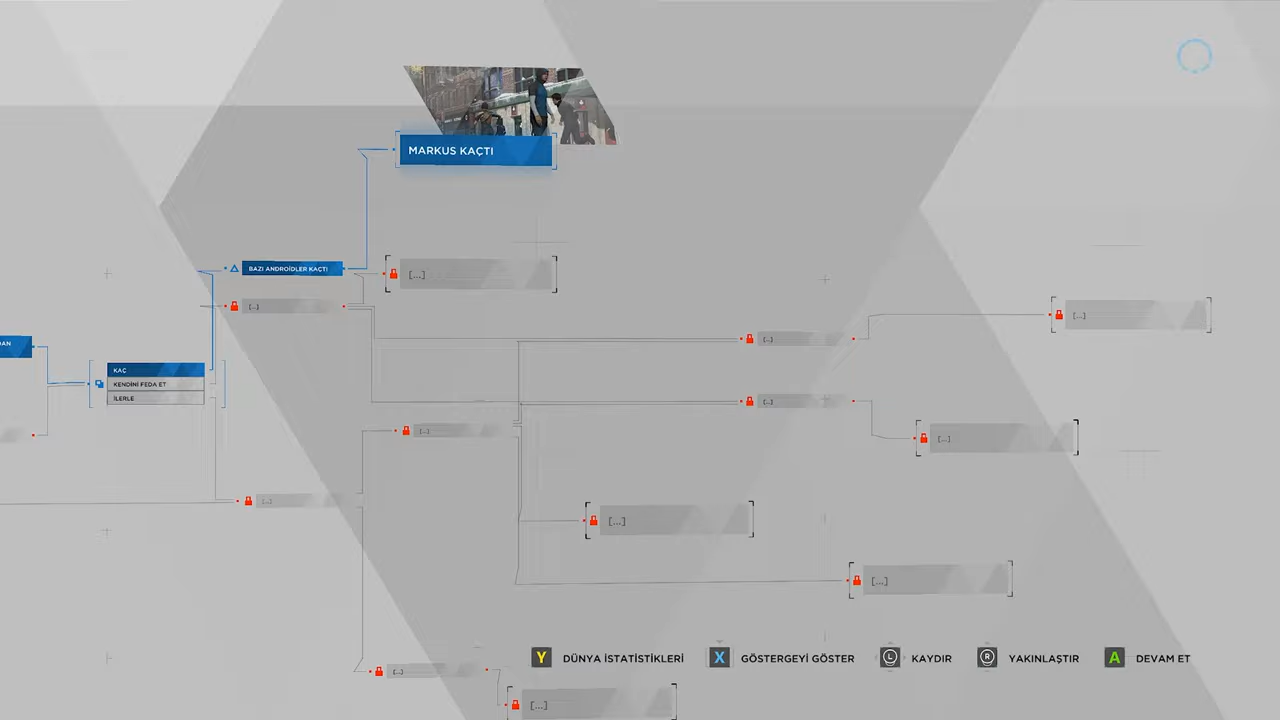 MARKUS KAÇTI
BAZI ANDROİDLER KAÇTI
[...]
[...]
[...]
[...]
DAN
KAÇ
KENDİNİ FEDA ET
İLERLE
[...]
[...]
[...]
[...]
[...]
[...]
[...]
[...]
Y DÜNYA İSTATİSTİKLERİ X GÖSTERGEYİ GÖSTER L KAYDIR R YAKINLAŞTIR A DEVAM ET
[...]